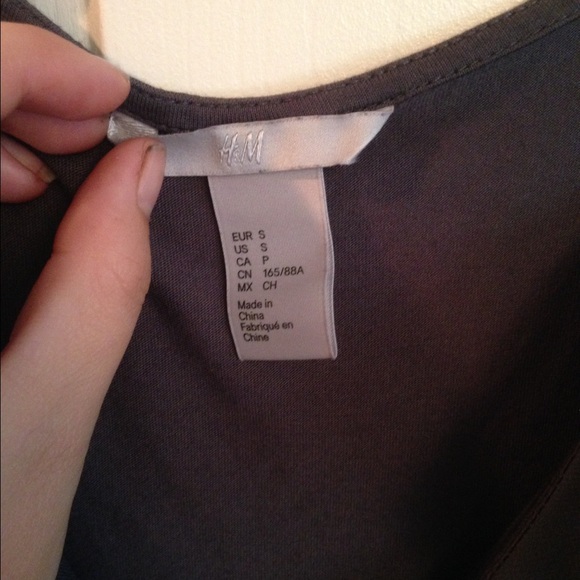 H&M
EUR S
US S
CA P
CN 165/88A
MX CH
Made in
China
Fabriqué en
Chine